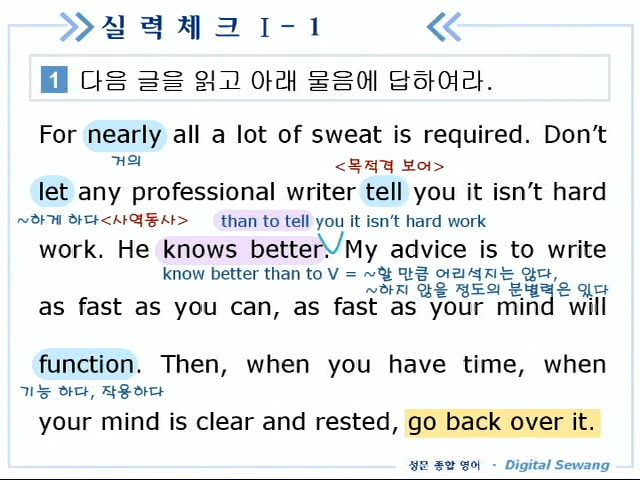 실 력 체 크 Ⅰ - 1
1 다음 글을 읽고 아래 물음에 답하여라.
For nearly all a lot of sweat is required. Don't
거의
<목적격 보어>
let any professional writer tell you it isn't hard
~하게 하다<사역동사> than to tell you it isn't hard work
work. He knows better. My advice is to write
know better than to V = ~할 만큼 어리석지는 않다,
~하지 않을 정도의 분별력은 있다
as fast as you can, as fast as your mind will
function. Then, when you have time, when
기능 하다, 작용하다
your mind is clear and rested, go back over it.
정문 종합 영어 · Digital Sewang